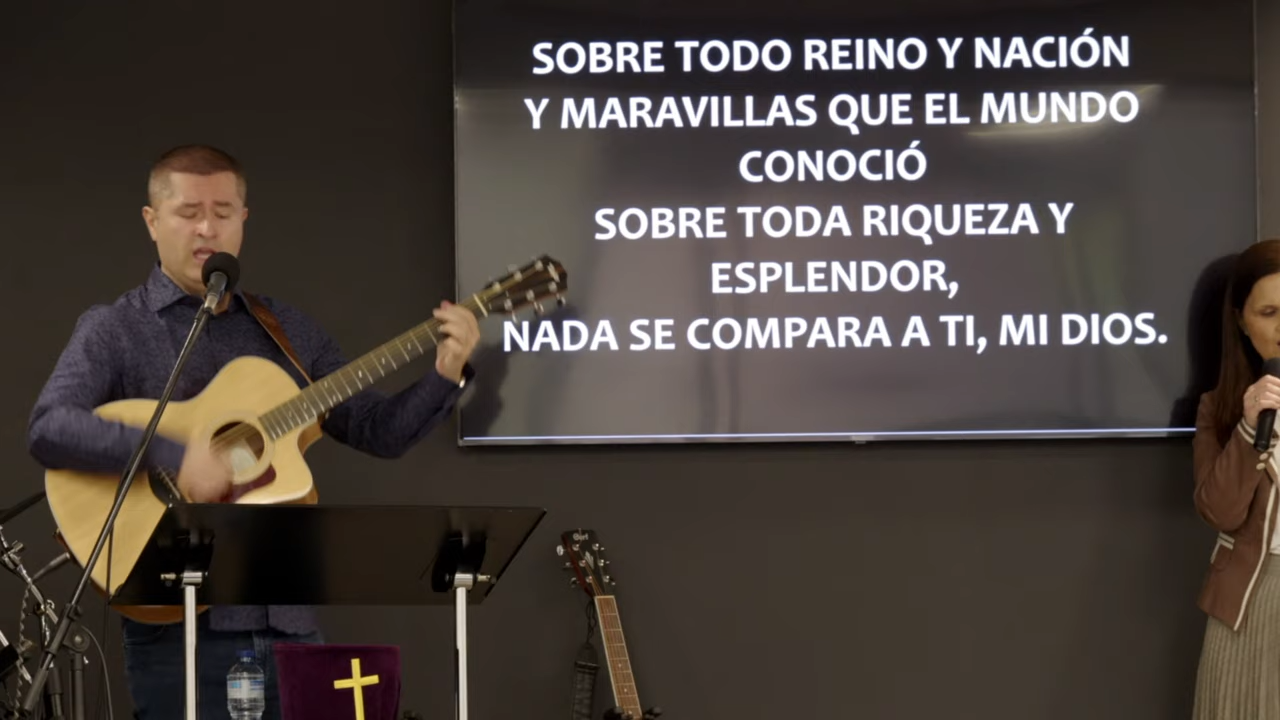 SOBRE TODO REINO Y NACIÓN
Y MARAVILLAS QUE EL MUNDO
CONOCIÓ
SOBRE TODA RIQUEZA Y
ESPLENDOR,
NADA SE COMPARA A TI, MI DIOS.
Cort